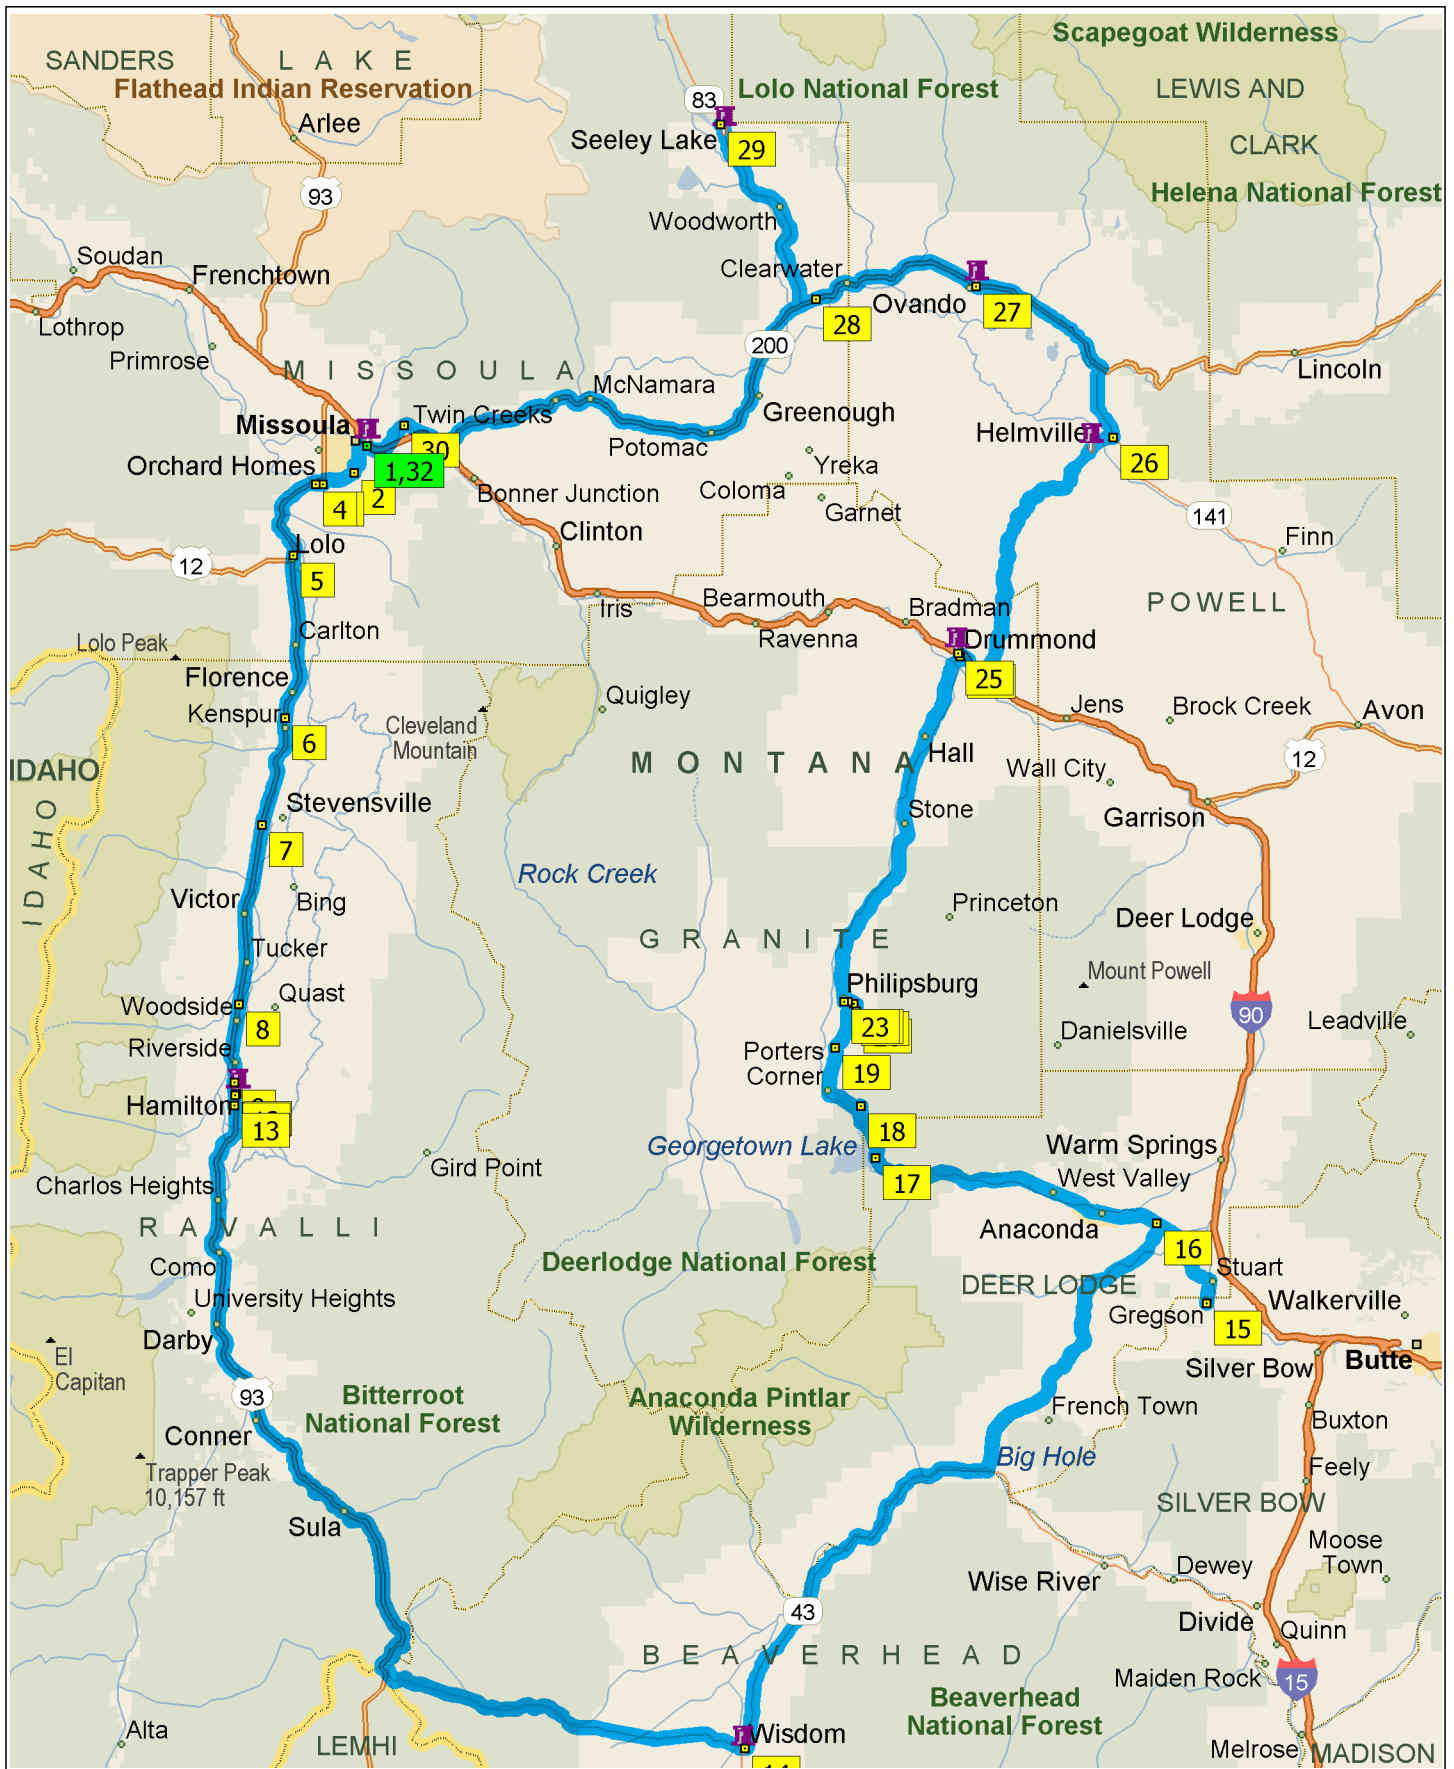 Scapegoat Wilderness
SANDERS
LAKE
Flathead Indian Reservation
83
Lolo National Forest
LEWIS AND
CLARK
Arlee
Seeley Lake
29
93
Helena National Forest
Woodworth
Soudan
Frenchtown
Clearwater
Ovando
27
28
Lothrop
Primrose
200
MISSOULA
McNamara
Lincoln
Missoula
Twin Creeks
Greenough
Helmville
30
Potomac
26
Orchard Homes
1,32
Yreka
2
4
Bonner Junction
Coloma
Garnet
141
Clinton
Finn
Lolo
12
5
Iris
Bearmouth
Bradman
POWELL
Carlton
Ravenna
Drummond
Lolo Peak
Florence
25
Quigley
Kenspur
Cleveland
Mountain
Jens
Brock Creek
Avon
6
Hall
12
IDAHO
MONTANA
Wall City
Stevensville
Stone
Garrison
7
IDAHO
Rock Creek
Victor
Bing
Princeton
Deer Lodge
GRANITE
Tucker
Mount Powell
Philipsburg
Woodside
Quast
90
8
23
Danielsville
Leadville
Riverside
Porters
Corner
19
Hamilton
13
18
Georgetown Lake
Warm Springs
Gird Point
West Valley
17
Charlos Heights
Anaconda
RAVALLI
16
Deerlodge National Forest
Como
Stuart
DEER LODGE
University Heights
Gregson
Walkerville
15
Darby
El
Capitan
Silver Bow
Butte
93
Bitterroot
National Forest
Anaconda Pintlar
Wilderness
French Town
Buxton
Conner
Big Hole
Feely
Trapper Peak
10,157 ft
SILVER BOW
Sula
Moose
Town
Dewey
Wise River
43
Divide
Quinn
BEAVERHEAD
Maiden Rock
15
Beaverhead
National Forest
Alta
Wisdom
LEMHI
Melrose
MADISON